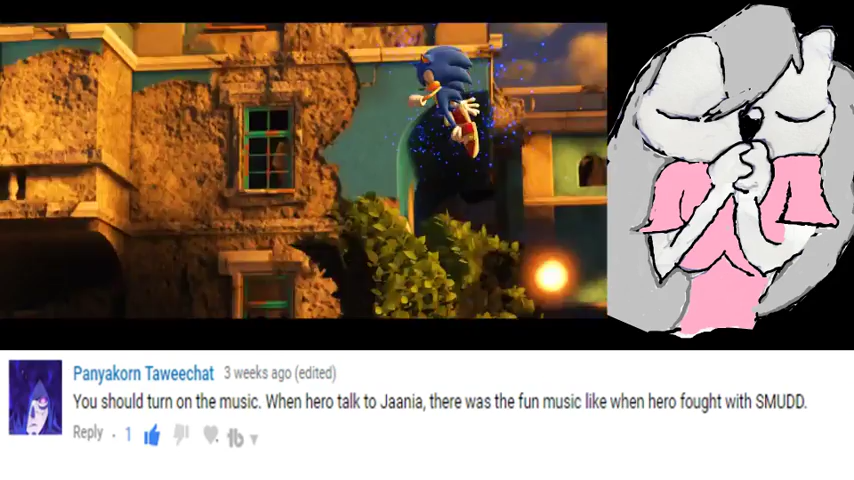 Panyakorn Taweechat 3 weeks ago (edited)
You should turn on the music. When hero talk to Jaania, there was the fun music like when hero fought with SMUDD.
Reply · 1